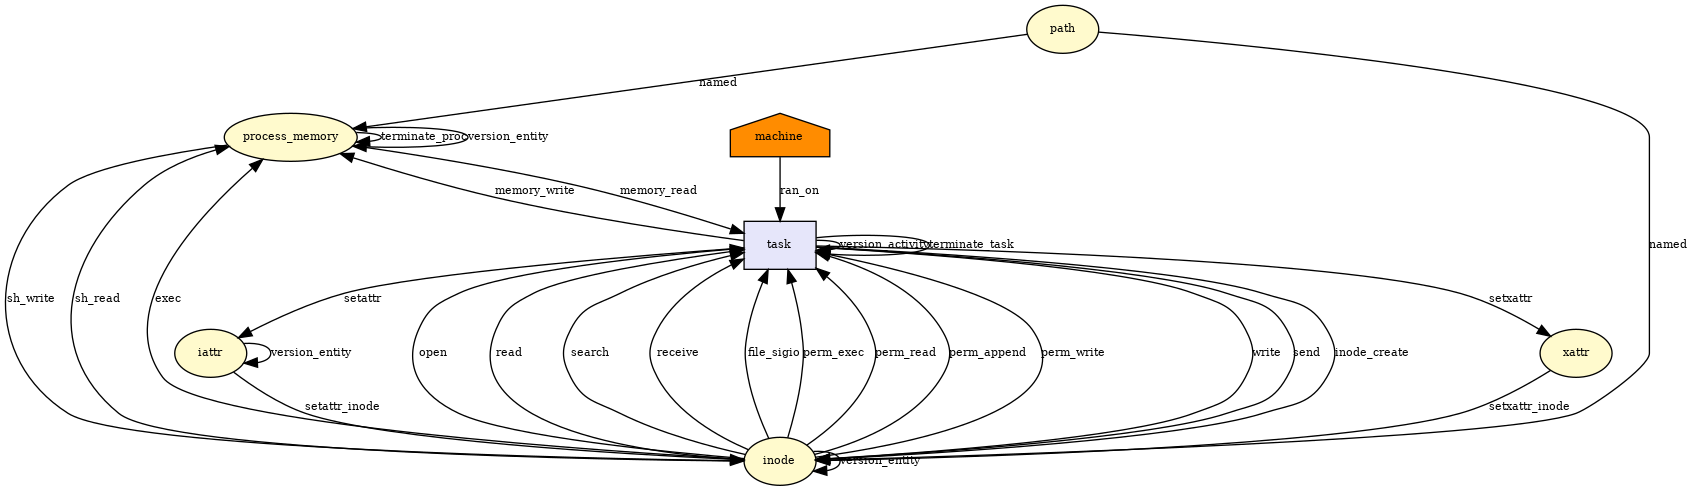 path
named
process_memory
terminate_proc
version_entity
machine
memory_write
memory_read
ran_on
task
version_activity
terminate_task
named
sh_write
sh_read
exec
setattr
setxattr
iattr
version_entity
open
read
search
receive
file_sigio
perm_exec
perm_read
perm_append
perm_write
write
send
inode_create
xattr
setattr_inode
setxattr_inode
inode
version_entity